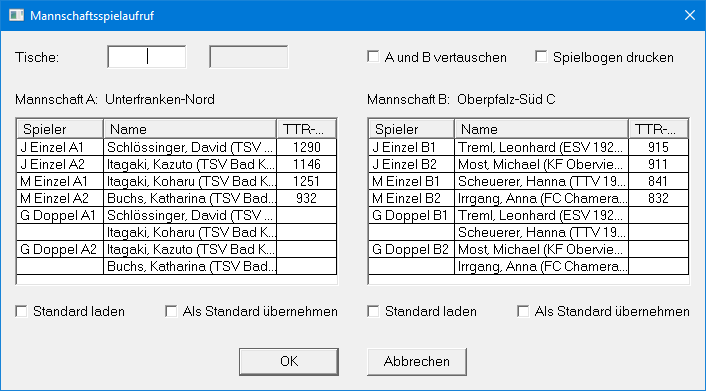 Mannschaftsspielaufruf
Tische: A und B vertauschen Spielbogen drucken
Mannschaft A: Unterfranken-Nord
Spieler Name TTR-...
J Einzel A1 Schlössinger, David (TSV ... 1290
J Einzel A2 Itagaki, Kazuto (TSV Bad K... 1146
M Einzel A1 Itagaki, Koharu (TSV Bad K... 1251
M Einzel A2 Buchs, Katharina (TSV Bad... 932
G Doppel A1 Schlössinger, David (TSV ...
Itagaki, Koharu (TSV Bad K...
G Doppel A2 Itagaki, Kazuto (TSV Bad K...
Buchs, Katharina (TSV Bad...
Standard laden Als Standard übernehmen
Mannschaft B: Oberpfalz-Süd C
Spieler Name TTR-...
J Einzel B1 Treml, Leonhard (ESV 192... 915
J Einzel B2 Most, Michael (KF Obervie... 911
M Einzel B1 Scheuerer, Hanna (TTV 19... 841
M Einzel B2 Irrgang, Anna (FC Chamera... 832
G Doppel B1 Treml, Leonhard (ESV 192...
Scheuerer, Hanna (TTV 19...
G Doppel B2 Most, Michael (KF Obervie...
Irrgang, Anna (FC Chamera...
Standard laden Als Standard übernehmen
OK Abbrechen